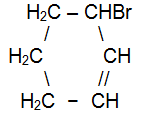 H₂C – CHBr
/ \
H₂C CH
\ //
H₂C – CH